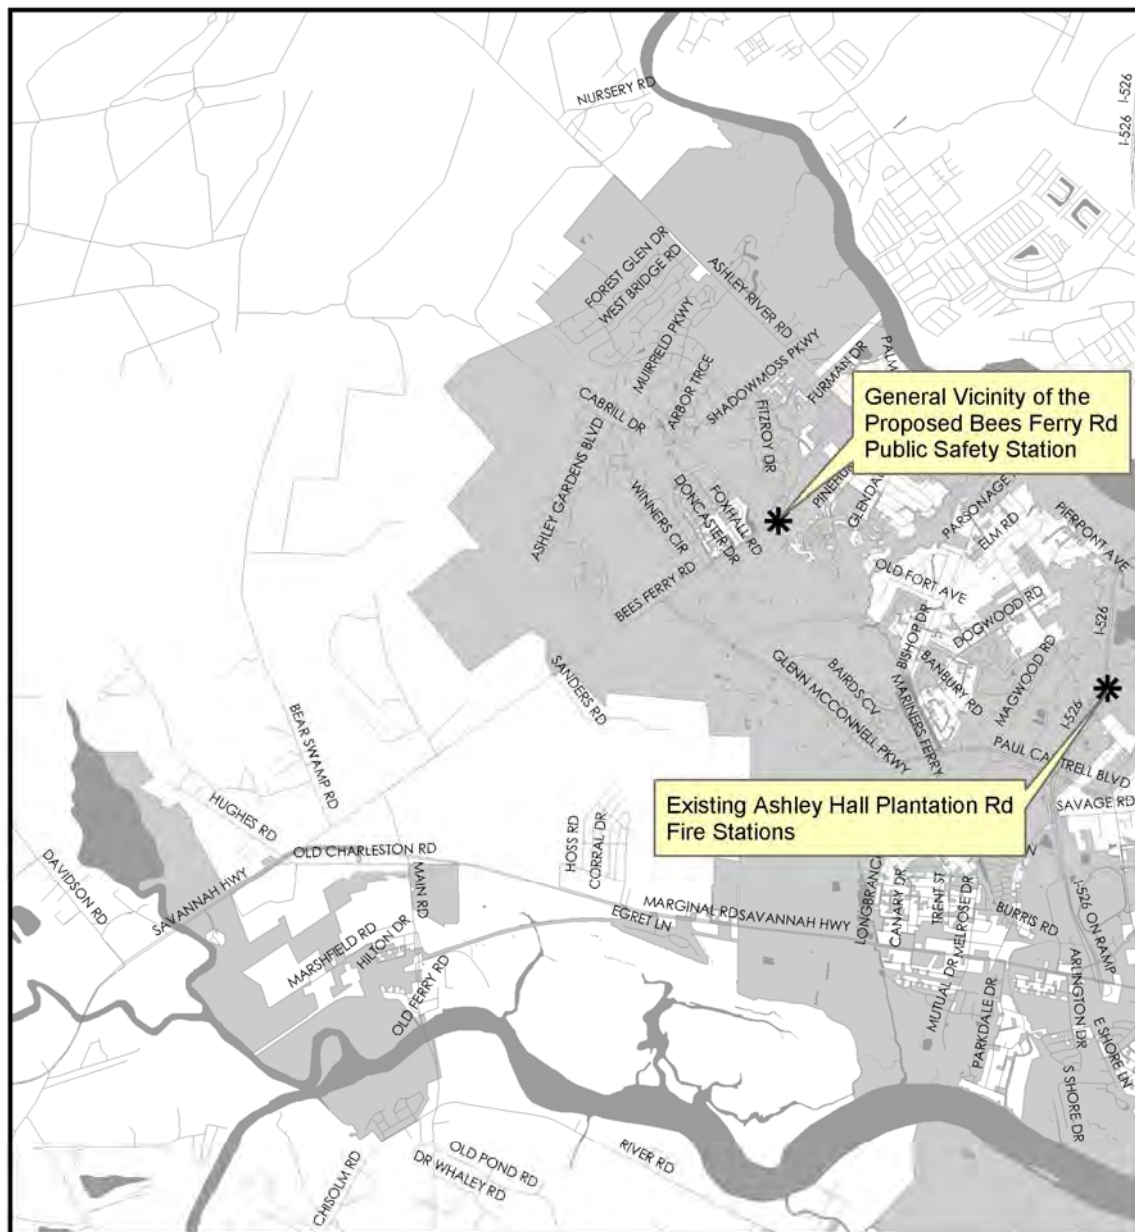 NURSERY RD
I-526
I-526
I-526
FOREST GLEN DR
WEST BRIDGE RD
ASHLEY RIVER RD
MUIRFIELD PKWY
ARBOR TRCE
SHADOWMOSS PKWY
FURMAN DR
PALM
CABRILL DR
ASHLEY GARDENS BLVD
FITZROY DR
General Vicinity of the
Proposed Bees Ferry Rd
Public Safety Station
WINNERS CIR
DONCASTER DR
FOXHALL RD
GLENDA
PARSONAGE
ELM RD
PIERPONT AVE
BEES FERRY RD
OLD FORT AVE
BISHOP DR
DOGWOOD RD
I-526
BANBURY RD
MAGWOOD RD
SANDERS RD
GLENN MCCONNELL PKWY
BAIRDS CV
MARINERS FERRY
I-526
PAUL CANTRELL BLVD
BEAR SWAMP RD
Existing Ashley Hall Plantation Rd
Fire Stations
SAVAGE RD
HUGHES RD
OLD CHARLESTON RD
HOSS RD
CORRAL DR
DAVIDSON RD
SAVANNAH HWY
MAIN RD
MARSHFIELD RD
HILTON DR
OLD FERRY RD
EGRET LN
MARGINAL RD
SAVANNAH HWY
LONGBRANC
CANARY DR
TRENT ST
MELROSE DR
BURRIS RD
I-526 ON RAMP
MUTUAL DR
PARKDALE DR
ARLINGTON DR
E SHORE LN
S SHORE DR
CHISOLM RD
OLD POND RD
DR WHALEY RD
RIVER RD